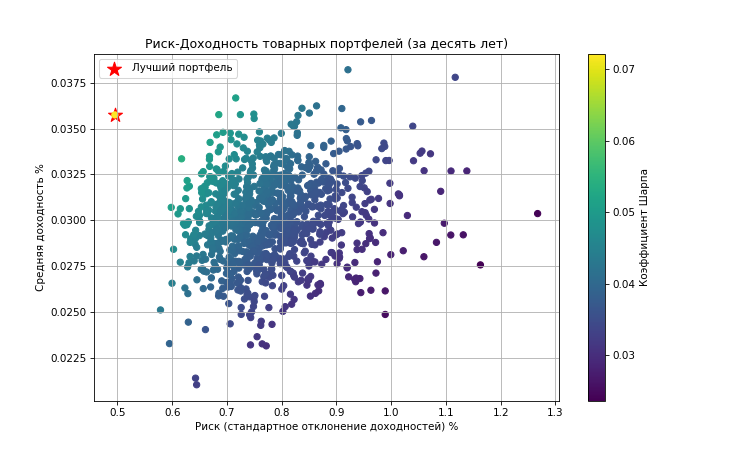 Риск-Доходность товарных портфелей (за десять лет)
Лучший портфель
Средняя доходность %
0.0375
0.0350
0.0325
0.0300
0.0275
0.0250
0.0225
0.5 0.6 0.7 0.8 0.9 1.0 1.1 1.2 1.3
Риск (стандартное отклонение доходностей) %
0.07
0.06
0.05
0.04
0.03
Коэффициент Шарпа